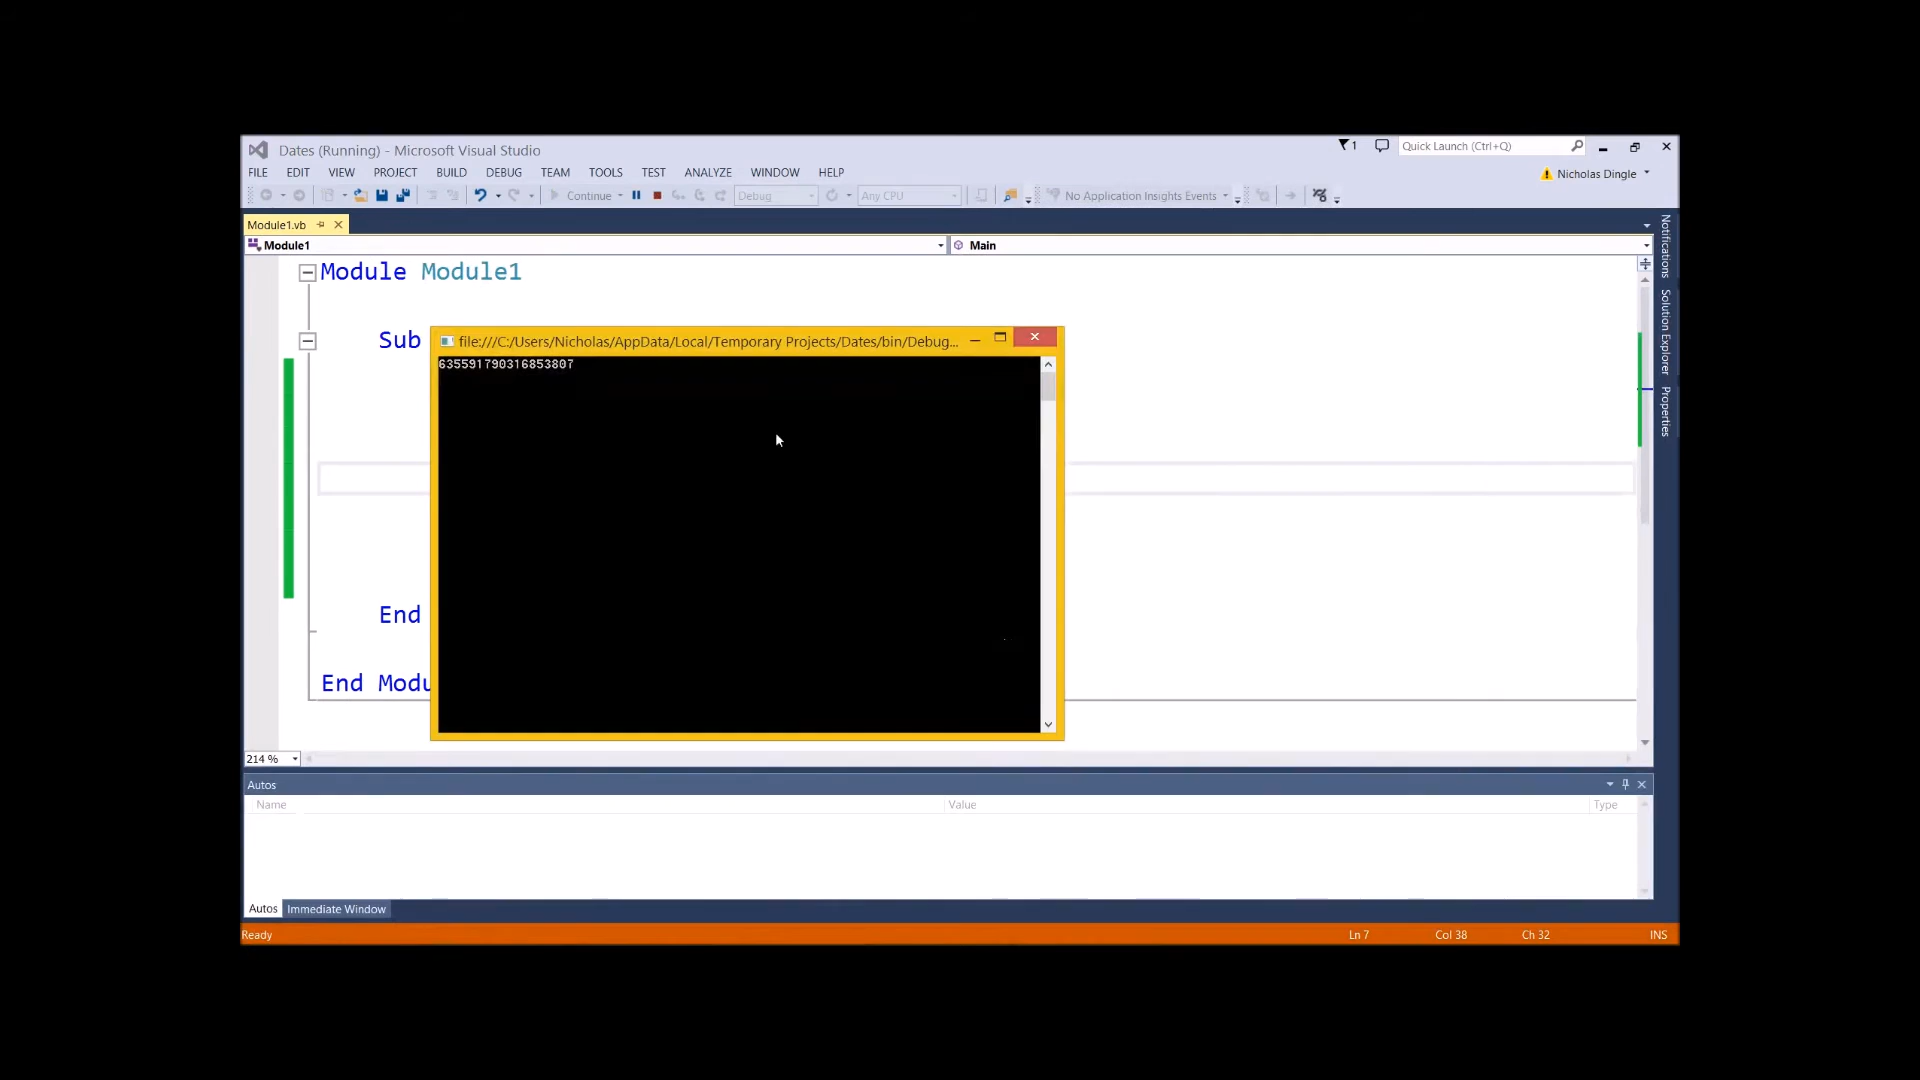 Dates (Running) - Microsoft Visual Studio
1
Quick Launch (Ctrl+Q)
FILE EDIT VIEW PROJECT BUILD DEBUG TEAM TOOLS TEST ANALYZE WINDOW HELP
Nicholas Dingle
Continue Debug Any CPU No Application Insights Events
Module1.vb
Module1 Main
Module Module1
Sub
file:///C:/Users/Nicholas/AppData/Local/Temporary Projects/Dates/bin/Debug...
635591790316853807
End
End Modu
Notifications
Solution Explorer
Properties
214 %
Autos
Name Value Type
Autos Immediate Window
Ready Ln 7 Col 38 Ch 32 INS